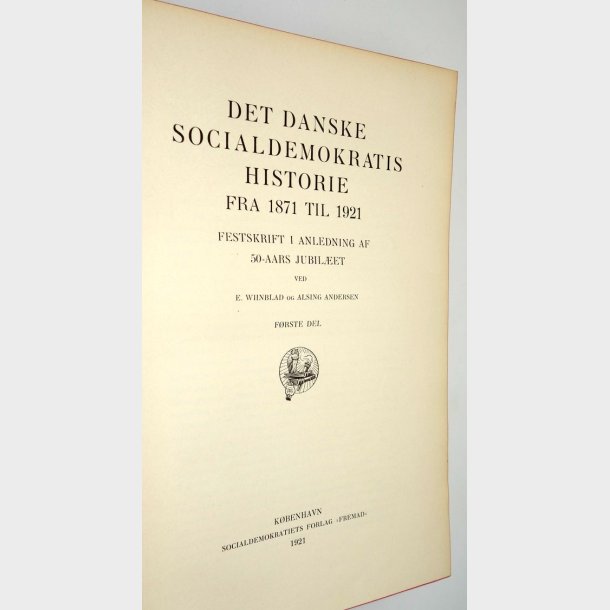 DET DANSKE
SOCIALDEMOKRATIS
HISTORIE
FRA 1871 TIL 1921
FESTSKRIFT I ANLEDNING AF
50-AARS JUBILÆET
VED
E. WIINBLAD OG ALSING ANDERSEN
FØRSTE DEL
KØBENHAVN
SOCIALDEMOKRATIETS FORLAG »FREMAD«
1921